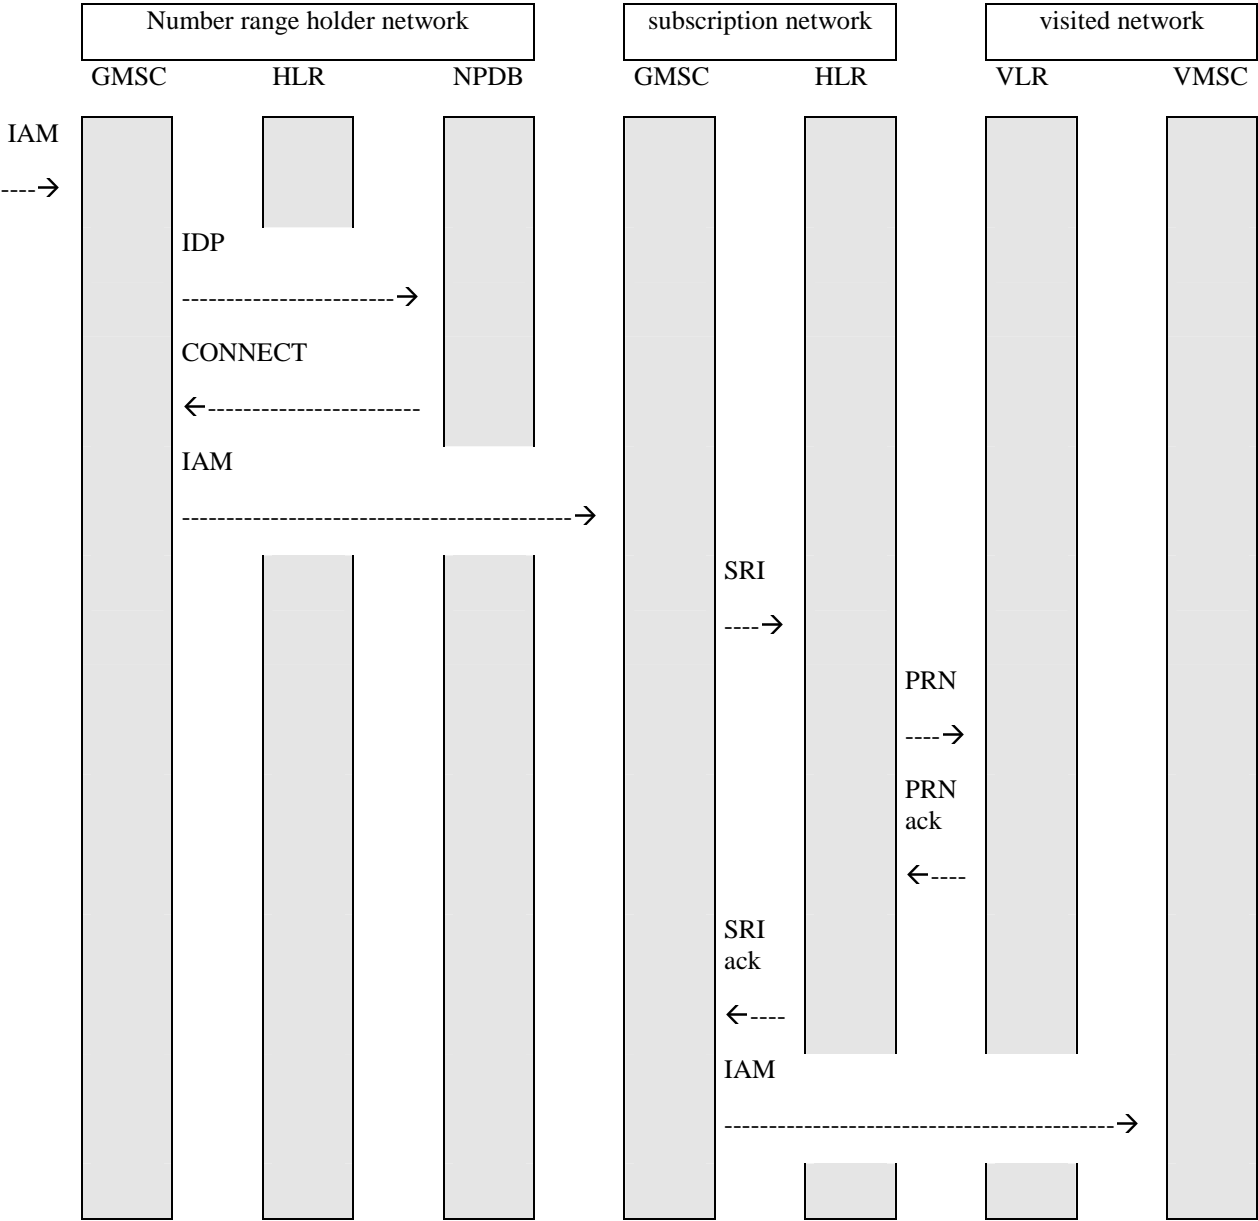 Number range holder network
subscription network
visited network
GMSC
HLR
NPDB
GMSC
HLR
VLR
VMSC
IAM
IDP
CONNECT
IAM
SRI
PRN
PRN
ack
SRI
ack
IAM